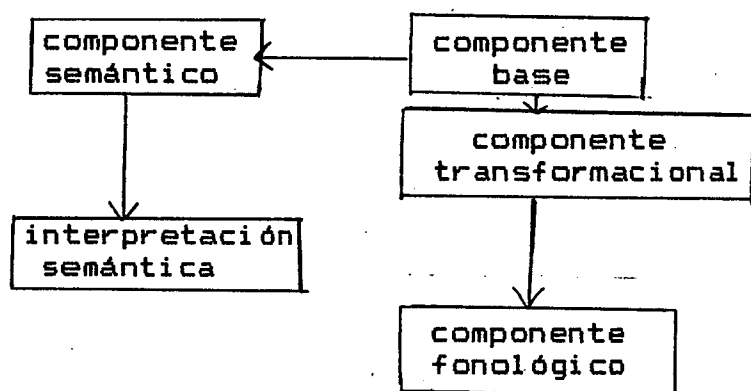 componente
semántico
componente
base
componente
transformacional
interpretación
semántica
componente
fonológico